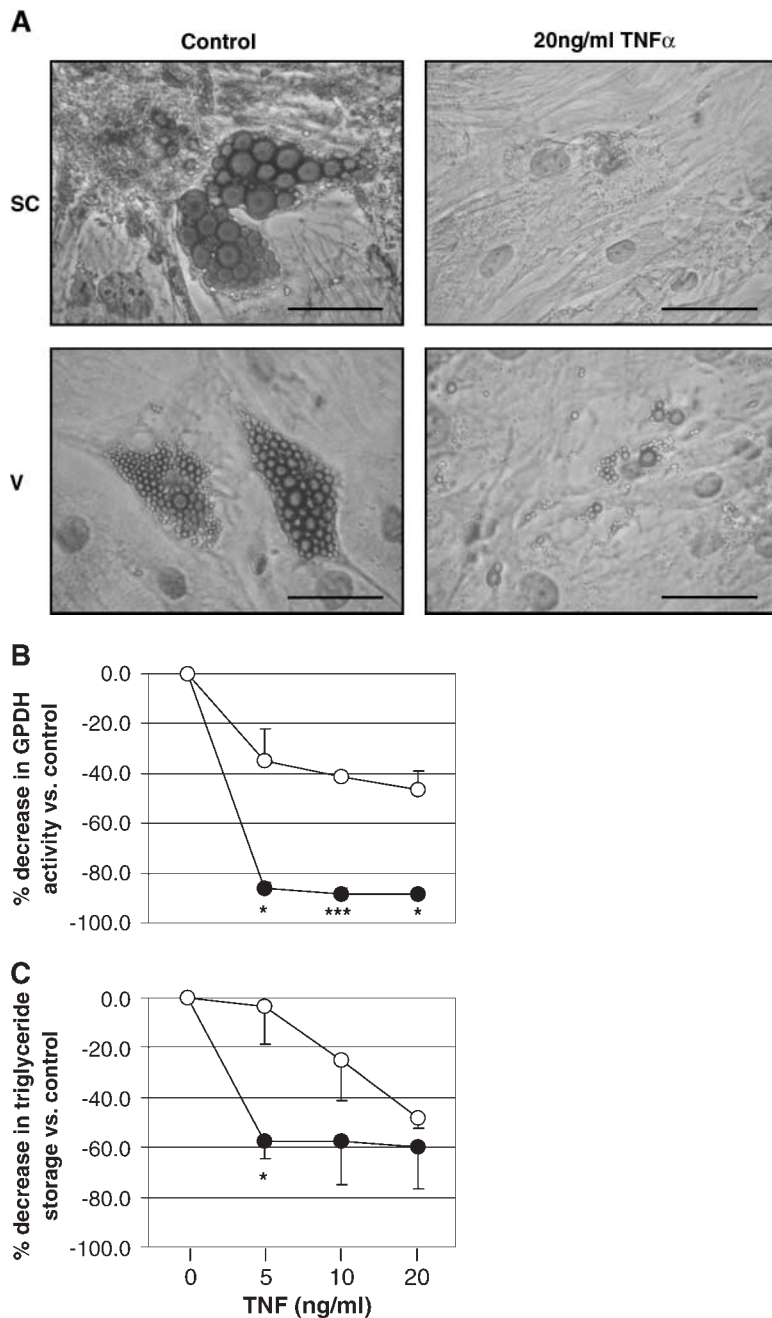 A
Control
20ng/ml TNFα
SC
V
B
% decrease in GPDH
activity vs. control
0.0
-20.0
-40.0
-60.0
-80.0
-100.0
*
***
*
C
% decrease in triglyceride
storage vs. control
0.0
-20.0
-40.0
-60.0
-80.0
-100.0
*
0
5
10
20
TNF (ng/ml)